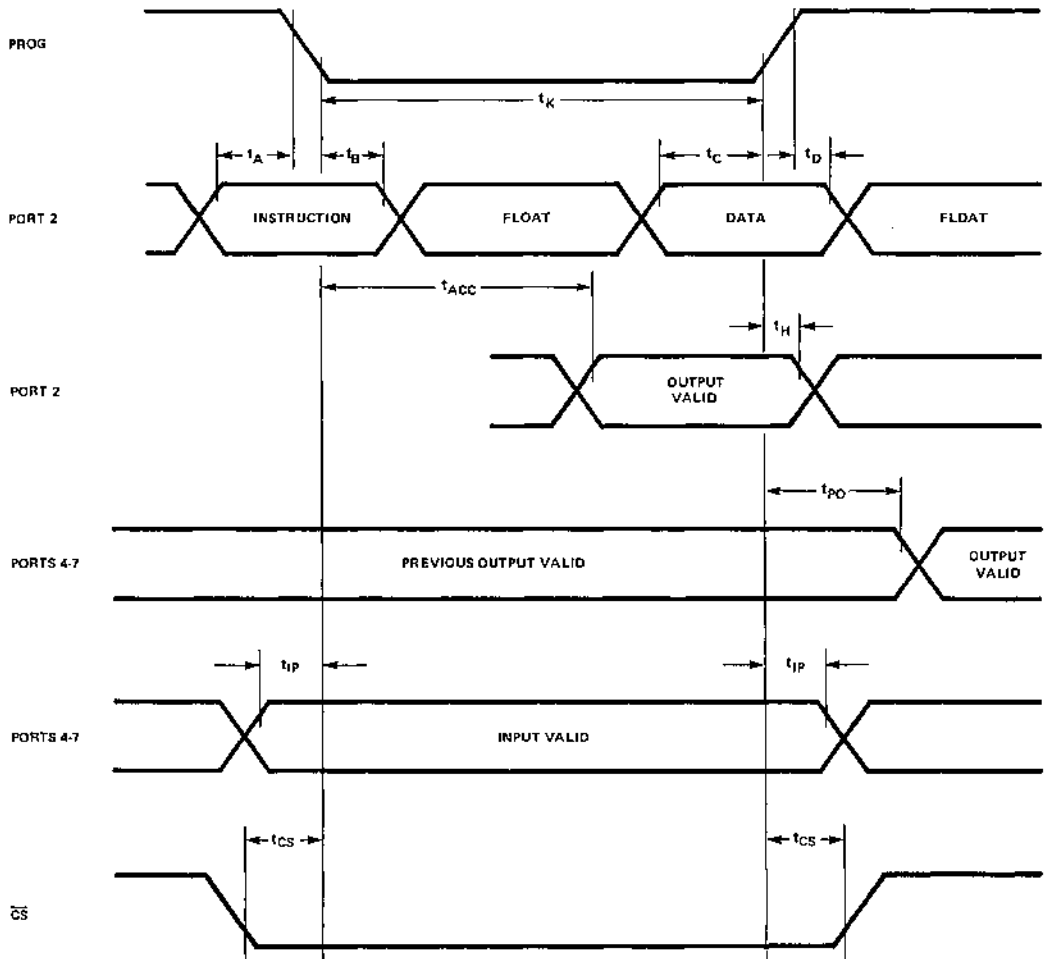 PROG
tK
tA
tB
tC
tD
PORT 2
INSTRUCTION
FLOAT
DATA
FLDAT
tACC
tH
PORT 2
OUTPUT
VALID
tPO
PORTS 4-7
PREVIOUS OUTPUT VALID
OUTPUT
VALID
tIP
tIP
PORTS 4-7
INPUT VALID
tCS
tCS
CS